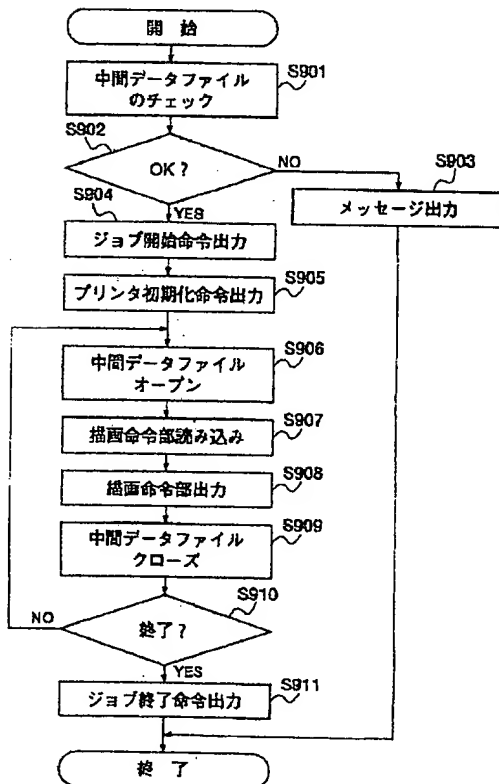 開 始
中間データファイル
のチェック
S901
S902
OK ?
NO
S903
メッセージ出力
S904
YES
ジョブ開始命令出力
プリンタ初期化命令出力
S905
中間データファイル
オープン
S906
描画命令部読み込み
S907
描画命令部出力
S908
中間データファイル
クローズ
S909
S910
NO
終了 ?
YES
ジョブ終了命令出力
S911
終 了